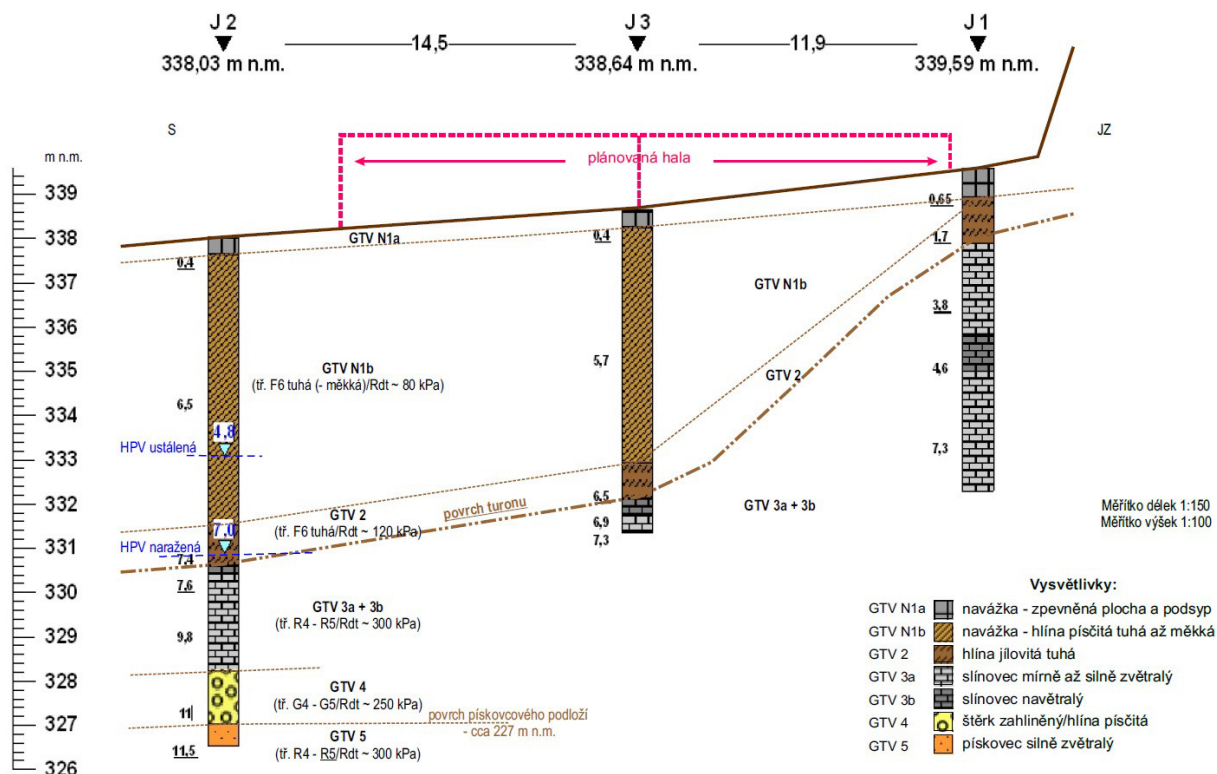 J 2
J 3
J 1
14,5
11,9
338,03 m n.m.
338,64 m n.m.
339,59 m n.m.
S
JZ
m n.m.
plánovaná hala
339
338
337
336
335
334
333
332
331
330
329
328
327
326
GTV N1a
0,4
0,4
0,65
1,7
GTV N1b
3,8
GTV N1b
(tř. F6 tuhá (- měkká)/Rdt ~ 80 kPa)
5,7
4,6
GTV 2
6,5
4,8
HPV ustálená
7,3
GTV 2
(tř. F6 tuhá/Rdt ~ 120 kPa)
povrch turonu
6,5
6,9
7,3
GTV 3a + 3b
7,0
HPV naražená
7,4
7,6
GTV 3a + 3b
(tř. R4 - R5/Rdt ~ 300 kPa)
9,8
GTV 4
(tř. G4 - G5/Rdt ~ 250 kPa)
11
povrch pískovcového podloží
- cca 227 m n.m.
GTV 5
(tř. R4 - R5/Rdt ~ 300 kPa)
11,5
Měřítko délek 1:150
Měřítko výšek 1:100
Vysvětlivky:
GTV N1a navážka - zpevněná plocha a podsyp
GTV N1b navážka - hlína písčitá tuhá až měkká
GTV 2 hlína jílovitá tuhá
GTV 3a slínovec mírně až silně zvětralý
GTV 3b slínovec navětralý
GTV 4 štěrk zahliněný/hlína písčitá
GTV 5 pískovec silně zvětralý